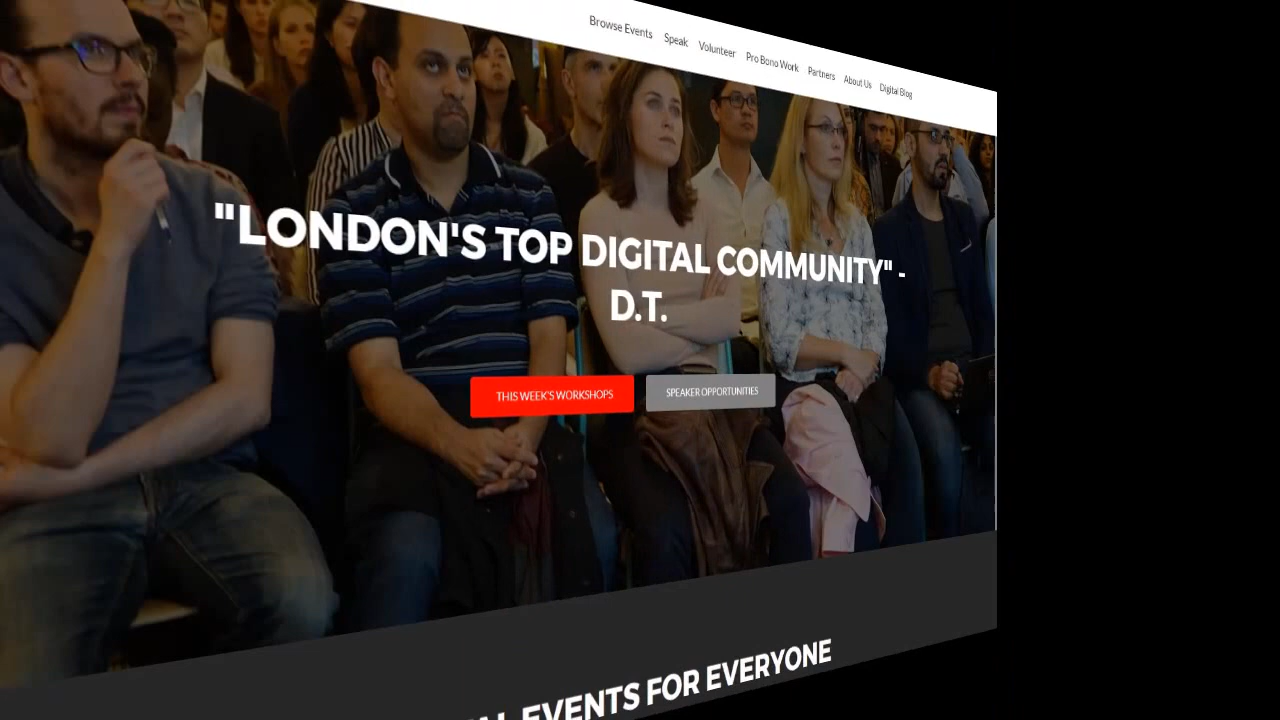 Browse Events Speak Volunteer Pro Bono Work Partners About Us Digital Blog
"LONDON'S TOP DIGITAL COMMUNITY" -
D.T.
THIS WEEK'S WORKSHOPS SPEAKER OPPORTUNITIES
EVENTS FOR EVERYONE